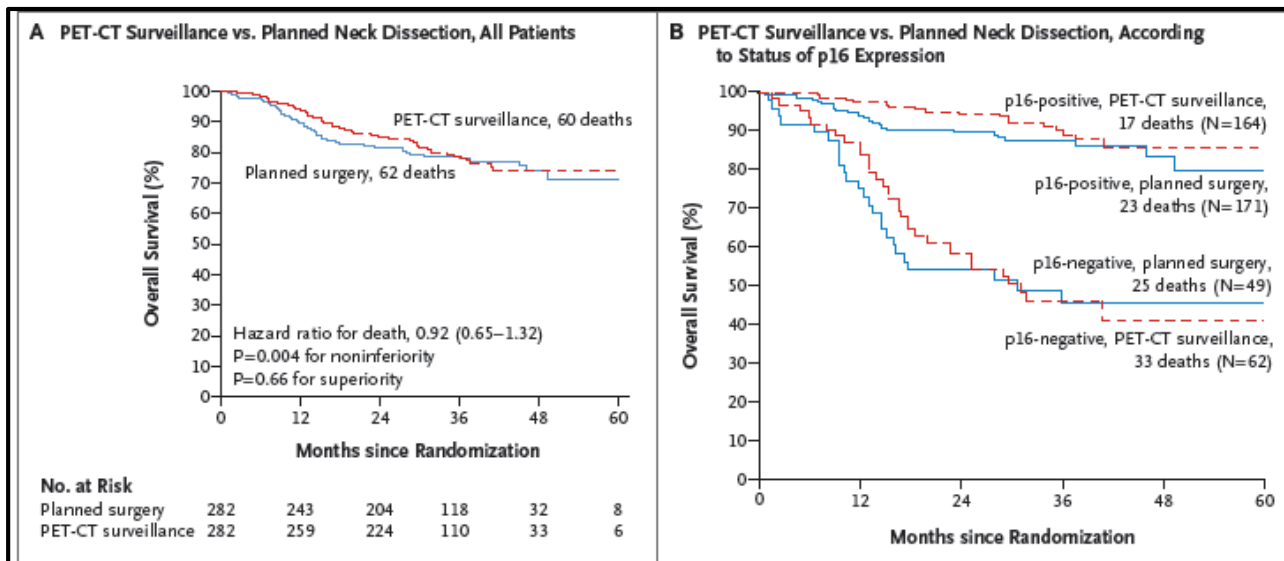 A PET-CT Surveillance vs. Planned Neck Dissection, All Patients
100
90
80
70
60
50
40
30
20
10
0
Overall Survival (%)
PET-CT surveillance, 60 deaths
Planned surgery, 62 deaths
Hazard ratio for death, 0.92 (0.65–1.32)
P=0.004 for noninferiority
P=0.66 for superiority
0 12 24 36 48 60
Months since Randomization
No. at Risk
Planned surgery 282 243 204 118 32 8
PET-CT surveillance 282 259 224 110 33 6
B PET-CT Surveillance vs. Planned Neck Dissection, According
to Status of p16 Expression
100
90
80
70
60
50
40
30
20
10
0
Overall Survival (%)
p16-positive, PET-CT surveillance,
17 deaths (N=164)
p16-positive, planned surgery,
23 deaths (N=171)
p16-negative, planned surgery,
25 deaths (N=49)
p16-negative, PET-CT surveillance,
33 deaths (N=62)
0 12 24 36 48 60
Months since Randomization